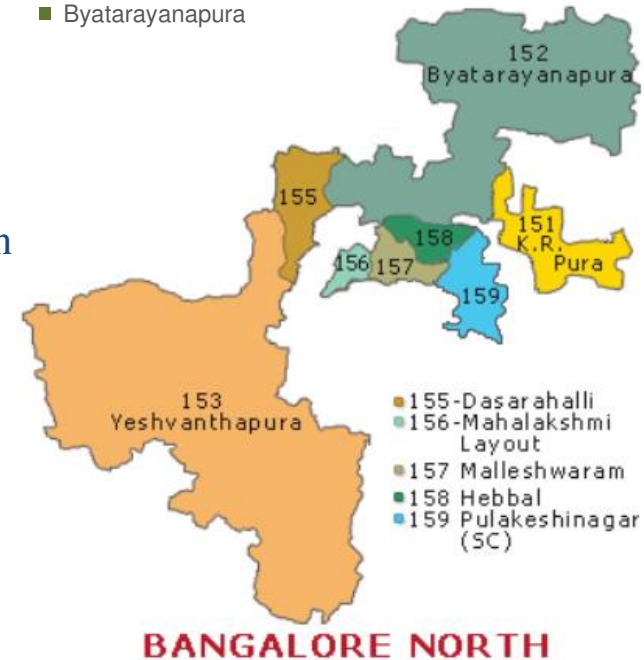 Byatarayanapura
152
Byatarayanapura
155
n
151
K.R.
Pura
158
156
157
159
153
Yeshvanthapura
155-Dasarahalli
156-Mahalakshmi
Layout
157 Malleshwaram
158 Hebbal
159 Pulakeshinagar
(SC)
BANGALORE NORTH